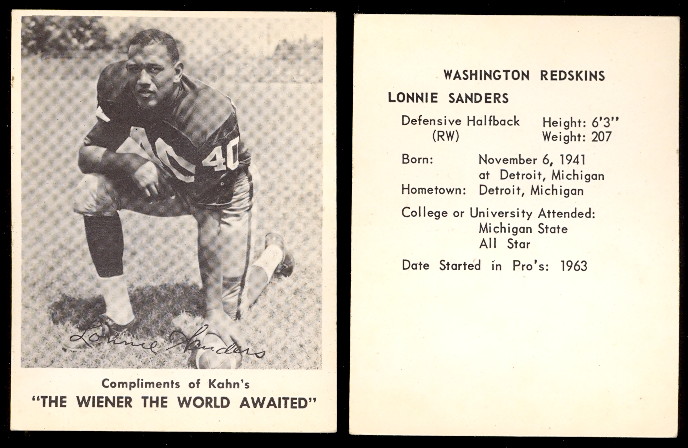 40
Lonnie Sanders
Compliments of Kahn's
"THE WIENER THE WORLD AWAITED"
WASHINGTON REDSKINS
LONNIE SANDERS
Defensive Halfback Height: 6'3"
(RW) Weight: 207
Born: November 6, 1941
at Detroit, Michigan
Hometown: Detroit, Michigan
College or University Attended:
Michigan State
All Star
Date Started in Pro's: 1963